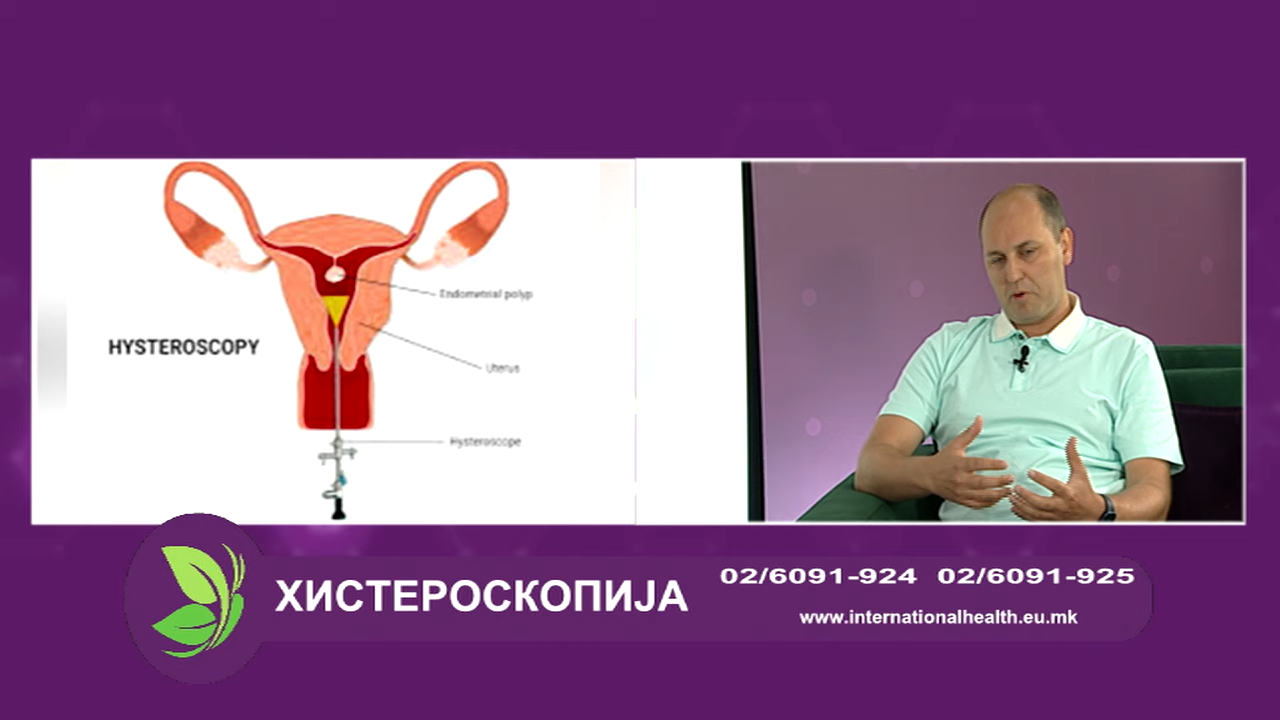 HYSTEROSCOPY
Endometrial polyp
Uterus
Hysteroscope
ХИСТЕРОСКОПИЈА
02/6091-924 02/6091-925
www.internationalhealth.eu.mk